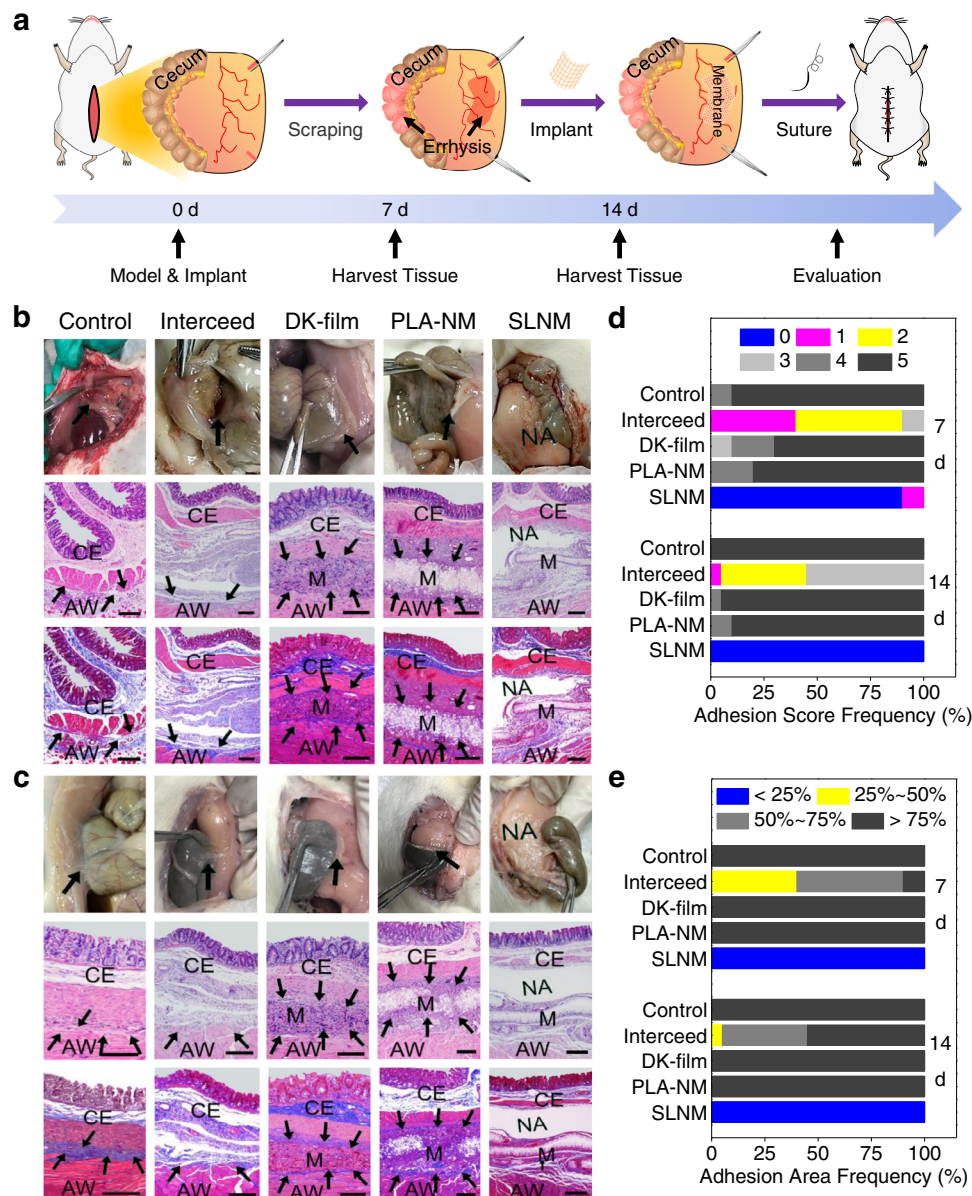 a
Cecum
Cecum
Cecum
Membrane
Scraping
Errhysis
Implant
Suture
0 d
7 d
14 d
Model & Implant
Harvest Tissue
Harvest Tissue
Evaluation
b
Control
Interceed
DK-film
PLA-NM
SLNM
NA
CE
AW
CE
AW
CE
M
AW
CE
M
AW
CE
NA
M
AW
CE
AW
CE
AW
CE
M
AW
CE
M
AW
CE
NA
M
AW
c
NA
CE
AW
CE
AW
CE
M
AW
CE
M
AW
CE
NA
M
AW
CE
AW
CE
AW
CE
M
AW
CE
M
AW
CE
NA
M
AW
d
0 1 2
3 4 5
Control
Interceed
DK-film
PLA-NM
SLNM
7
d
Control
Interceed
DK-film
PLA-NM
SLNM
14
d
0 25 50 75 100
Adhesion Score Frequency (%)
e
< 25% 25%~50%
50%~75% > 75%
Control
Interceed
DK-film
PLA-NM
SLNM
7
d
Control
Interceed
DK-film
PLA-NM
SLNM
14
d
0 25 50 75 100
Adhesion Area Frequency (%)